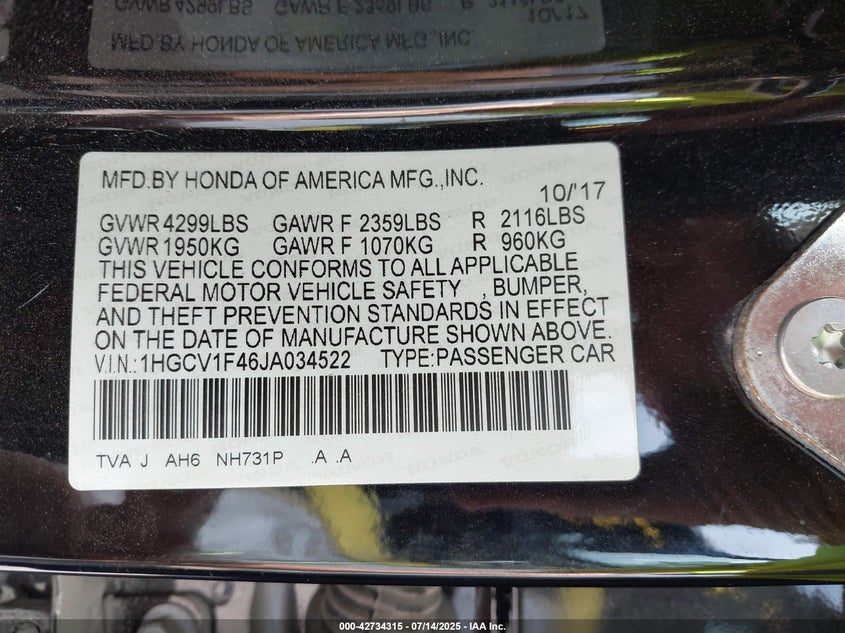 MFD.BY HONDA OF AMERICA MFG.,INC.
10/'17
GVWR 4299LBS GAWR F 2359LBS R 2116LBS
GVWR 1950KG GAWR F 1070KG R 960KG
THIS VEHICLE CONFORMS TO ALL APPLICABLE
FEDERAL MOTOR VEHICLE SAFETY , BUMPER,
AND THEFT PREVENTION STANDARDS IN EFFECT
ON THE DATE OF MANUFACTURE SHOWN ABOVE.
V.I.N.:1HGCV1F46JA034522 TYPE:PASSENGER CAR
TVA J AH6 NH731P .A .A
000-42734315 - 07/14/2025 - IAA Inc.